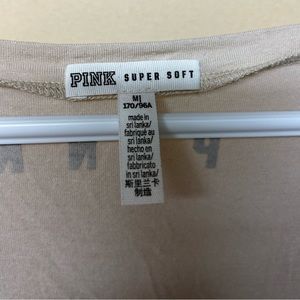 PINK SUPER SOFT
M
170/96A
made in
sri lanka/
fabriqué au
sri lanka/
hecho en
sri lanka/
fabbricato
in sri lanka/
斯里兰卡
制造